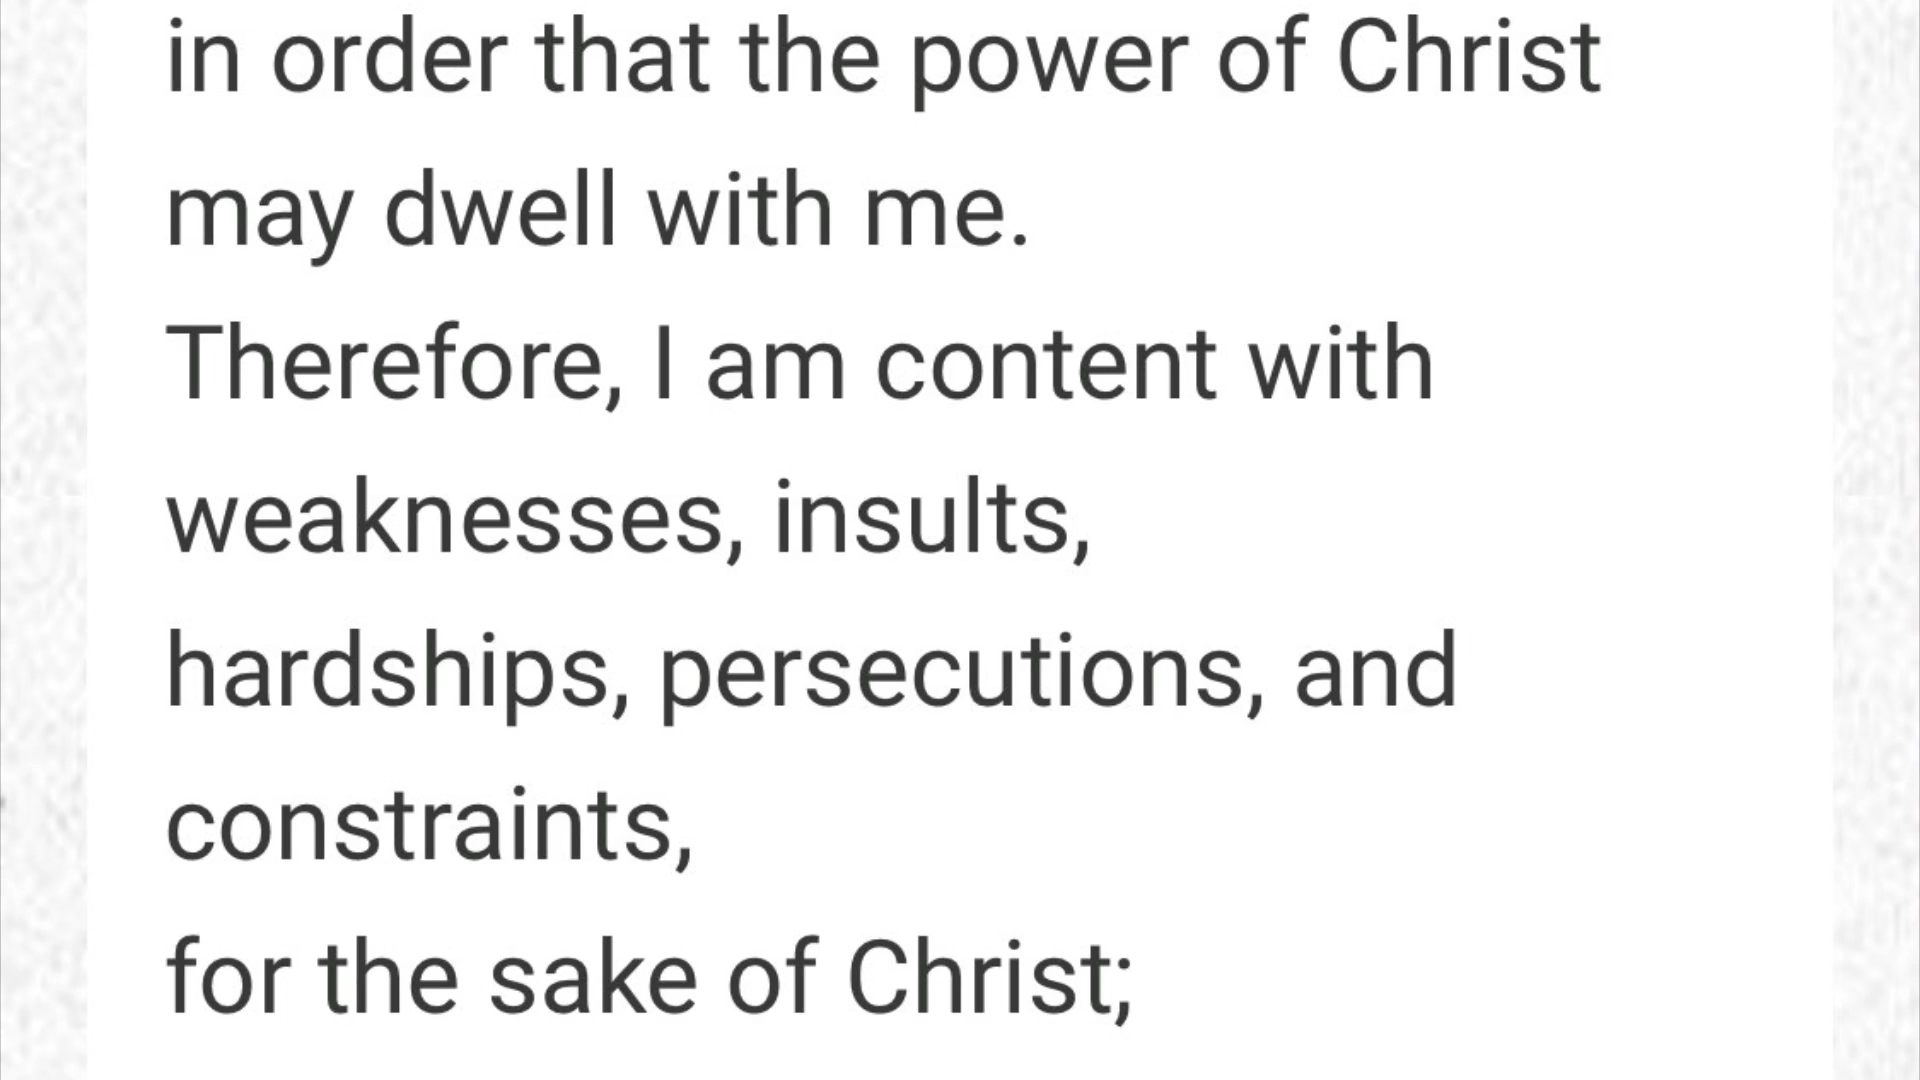 in order that the power of Christ
may dwell with me.
Therefore, I am content with
weaknesses, insults,
hardships, persecutions, and
constraints,
for the sake of Christ;